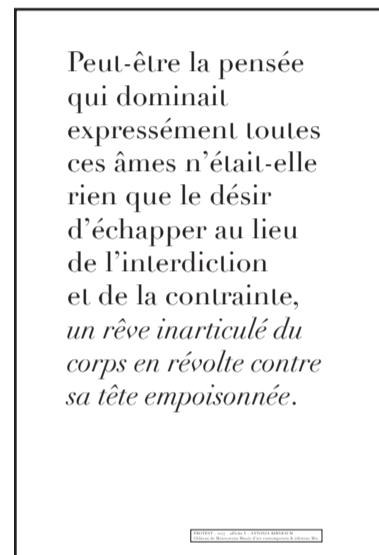 Peut-être la pensée
qui dominait
expressément toutes
ces âmes n’était-elle
rien que le désir
d’échapper au lieu
de l’interdiction
et de la contrainte,
un rêve inarticulé du
corps en révolte contre
sa tête empoisonnée.